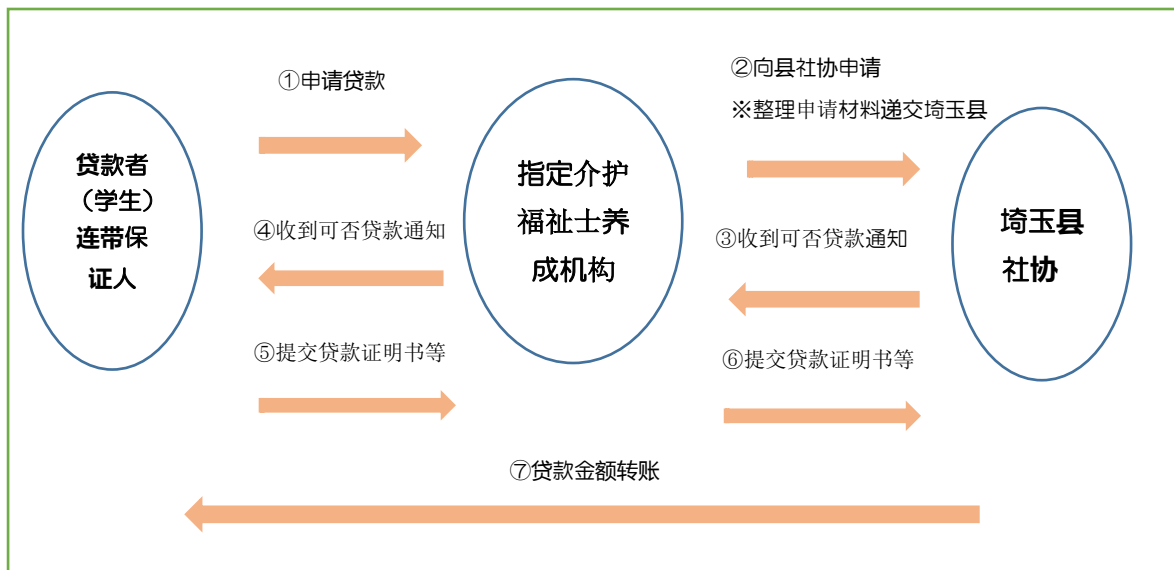 ①申请贷款
②向县社协申请
※整理申请材料递交埼玉县
贷款者
（学生）
连带保
证人
指定介护
福祉士养
成机构
埼玉县
社协
④收到可否贷款通知
③收到可否贷款通知
⑤提交贷款证明书等
⑥提交贷款证明书等
⑦贷款金额转账